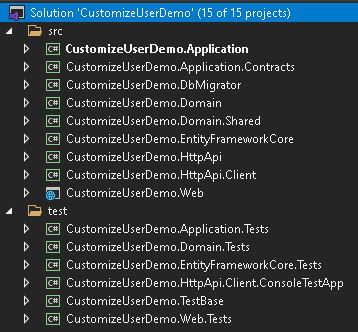 Solution 'CustomizeUserDemo' (15 of 15 projects)
src
C# CustomizeUserDemo.Application
C# CustomizeUserDemo.Application.Contracts
C# CustomizeUserDemo.DbMigrator
C# CustomizeUserDemo.Domain
C# CustomizeUserDemo.Domain.Shared
C# CustomizeUserDemo.EntityFrameworkCore
C# CustomizeUserDemo.HttpApi
C# CustomizeUserDemo.HttpApi.Client
CustomizeUserDemo.Web
test
C# CustomizeUserDemo.Application.Tests
C# CustomizeUserDemo.Domain.Tests
C# CustomizeUserDemo.EntityFrameworkCore.Tests
C# CustomizeUserDemo.HttpApi.Client.ConsoleTestApp
C# CustomizeUserDemo.TestBase
C# CustomizeUserDemo.Web.Tests